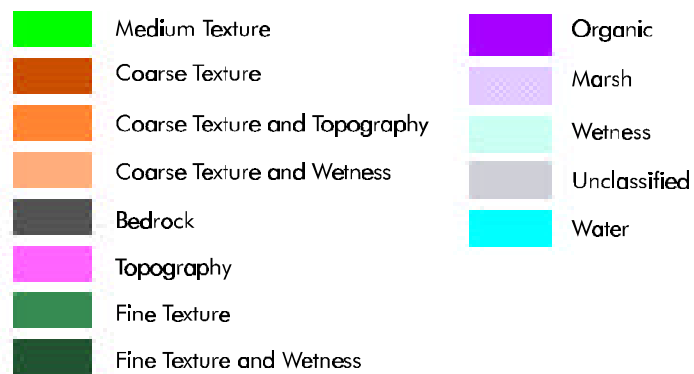 Medium Texture
Coarse Texture
Coarse Texture and Topography
Coarse Texture and Wetness
Bedrock
Topography
Fine Texture
Fine Texture and Wetness
Organic
Marsh
Wetness
Unclassified
Water